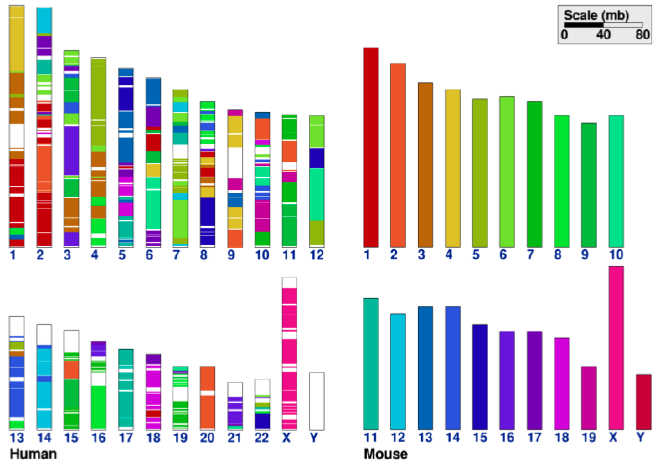 Scale (mb)
0 40 80
1 2 3 4 5 6 7 8 9 10 11 12
1 2 3 4 5 6 7 8 9 10
13 14 15 16 17 18 19 20 21 22 X Y
11 12 13 14 15 16 17 18 19 X Y
Human
Mouse